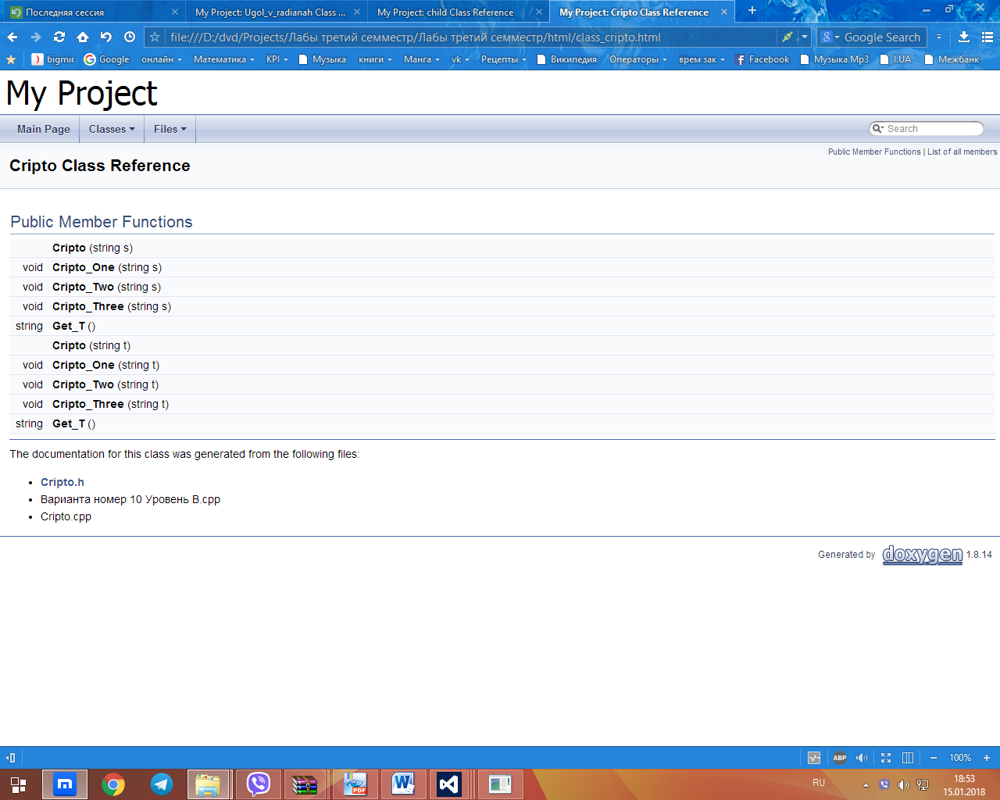 Последняя сессия
My Project: Ugol_v_radianah Class ...
My Project: child Class Reference
My Project: Cripto Class Reference
file:///D:/dvd/Projects/Лабы третий семместр/Лабы третий семместр/html/class_cripto.html
Google Search
bigmir Google онлайн Математика KPI Музыка книги Манга vk Рецепты Википедия Операторы врем зак Facebook Музыка Mp3 I.UA Межбанк
My Project
Main Page Classes Files Search
Public Member Functions | List of all members
Cripto Class Reference
Public Member Functions
Cripto (string s)
void Cripto_One (string s)
void Cripto_Two (string s)
void Cripto_Three (string s)
string Get_T ()
Cripto (string t)
void Cripto_One (string t)
void Cripto_Two (string t)
void Cripto_Three (string t)
string Get_T ()
The documentation for this class was generated from the following files:
• Cripto.h
• Варианта номер 10 Уровень B.cpp
• Cripto.cpp
Generated by doxygen 1.8.14
ABP 100%
RU 18:53
15.01.2018